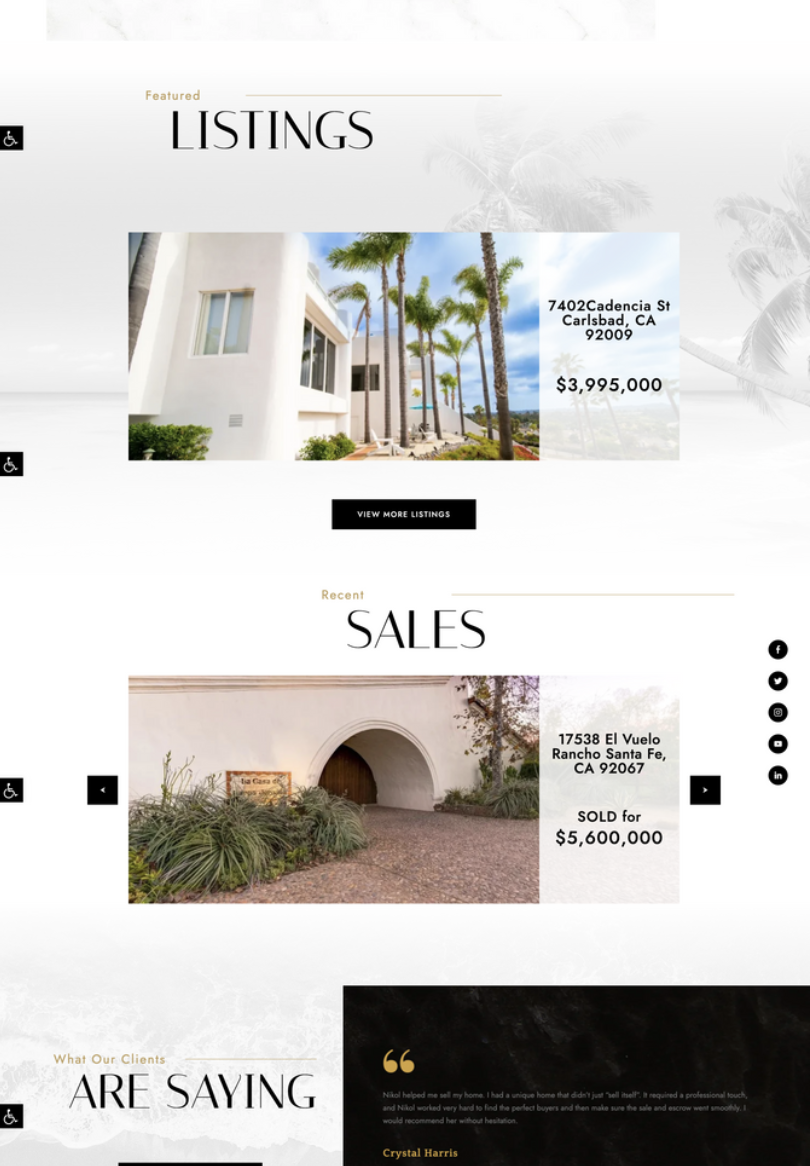 Featured
LISTINGS
7402Cadencia St
Carlsbad, CA
92009
$3,995,000
VIEW MORE LISTINGS
Recent
SALES
La Casa de
17538 El Vuelo
Rancho Santa Fe,
CA 92067
SOLD for
$5,600,000
What Our Clients
ARE SAYING
Nikol helped me sell my home. I had a unique home that didn't just "sell itself". It required a professional touch,
and Nikol worked very hard to find the perfect buyers and then make sure the sale and escrow went smoothly. I
would recommend her without hesitation.
Crystal Harris